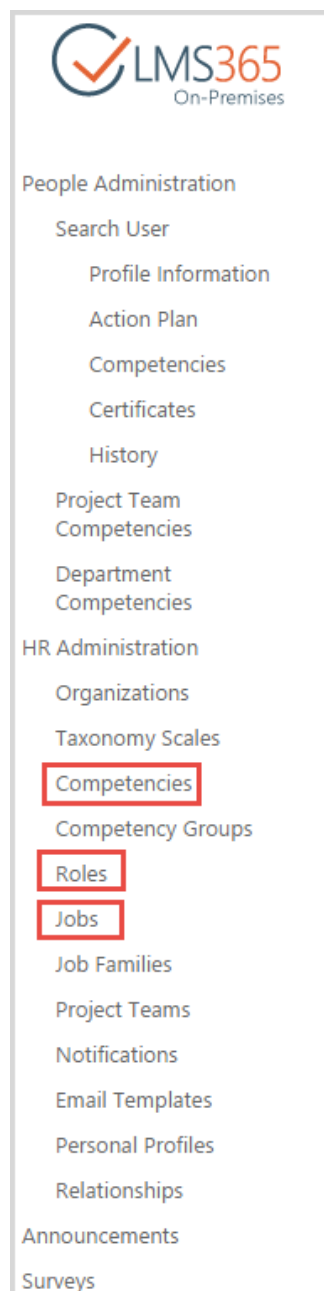 LMS365
On-Premises
People Administration
Search User
Profile Information
Action Plan
Competencies
Certificates
History
Project Team
Competencies
Department
Competencies
HR Administration
Organizations
Taxonomy Scales
Competencies
Competency Groups
Roles
Jobs
Job Families
Project Teams
Notifications
Email Templates
Personal Profiles
Relationships
Announcements
Surveys